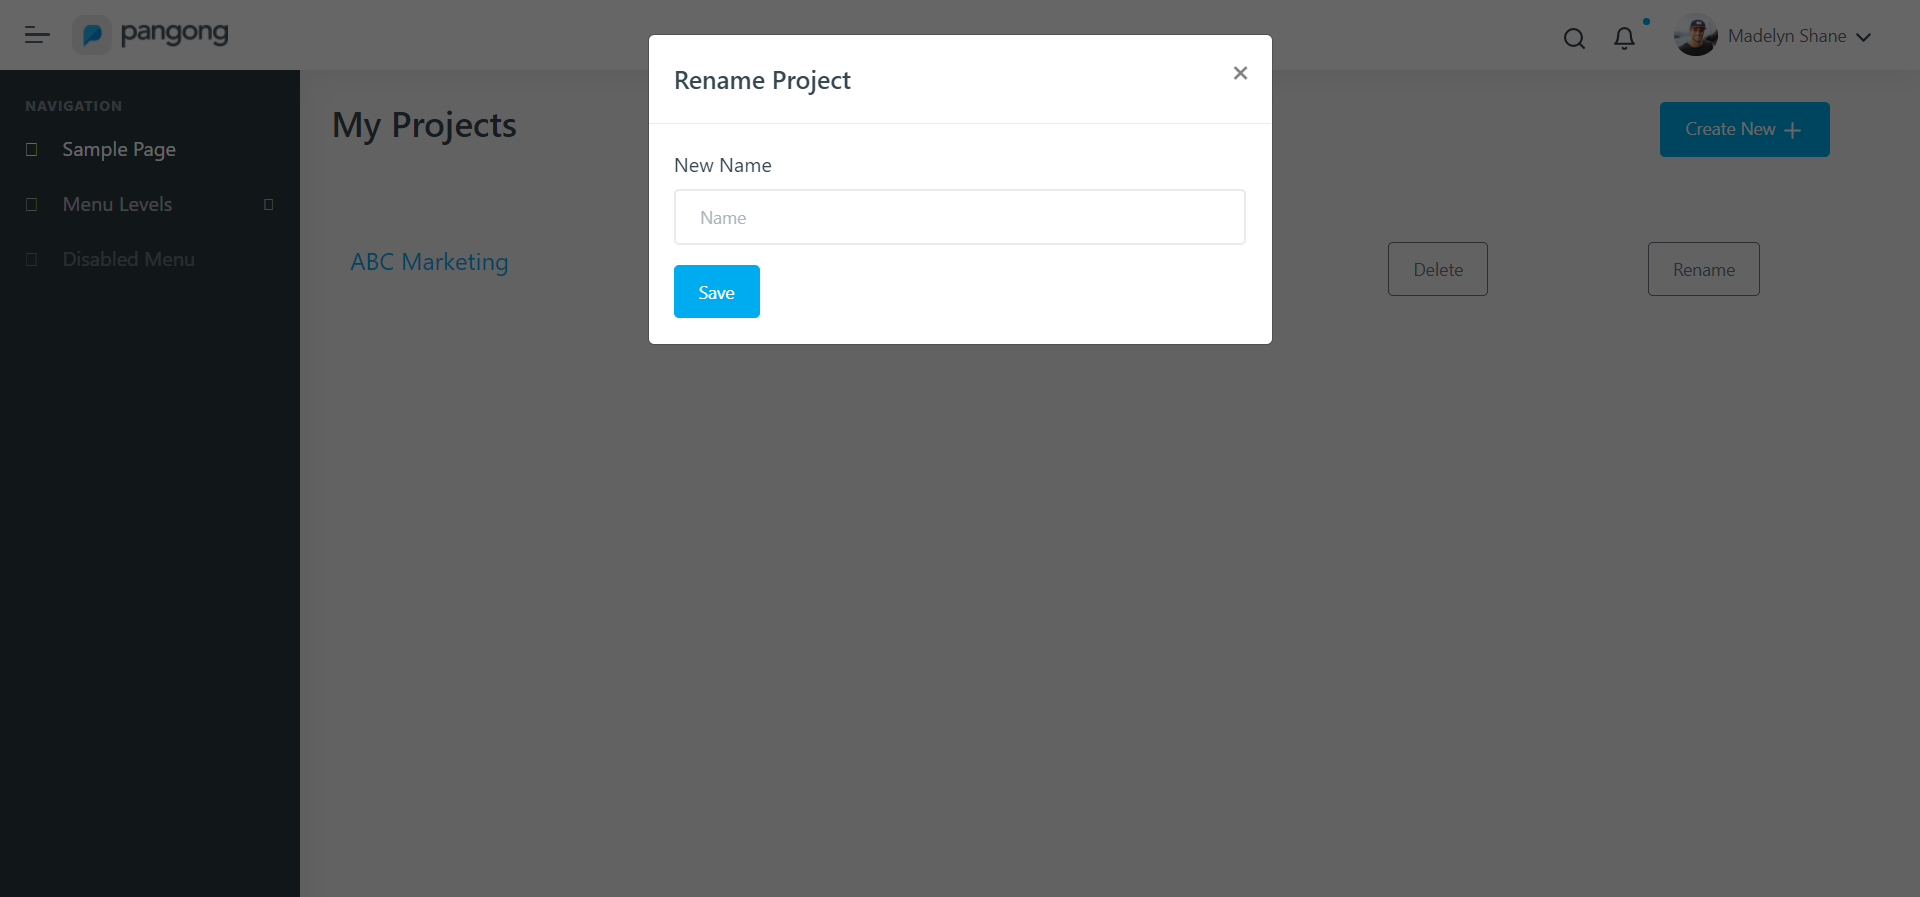 pangong
Madelyn Shane
NAVIGATION
Sample Page
Menu Levels
Disabled Menu
My Projects
Create New
ABC Marketing
Delete
Rename
Rename Project
×
New Name
Name
Save